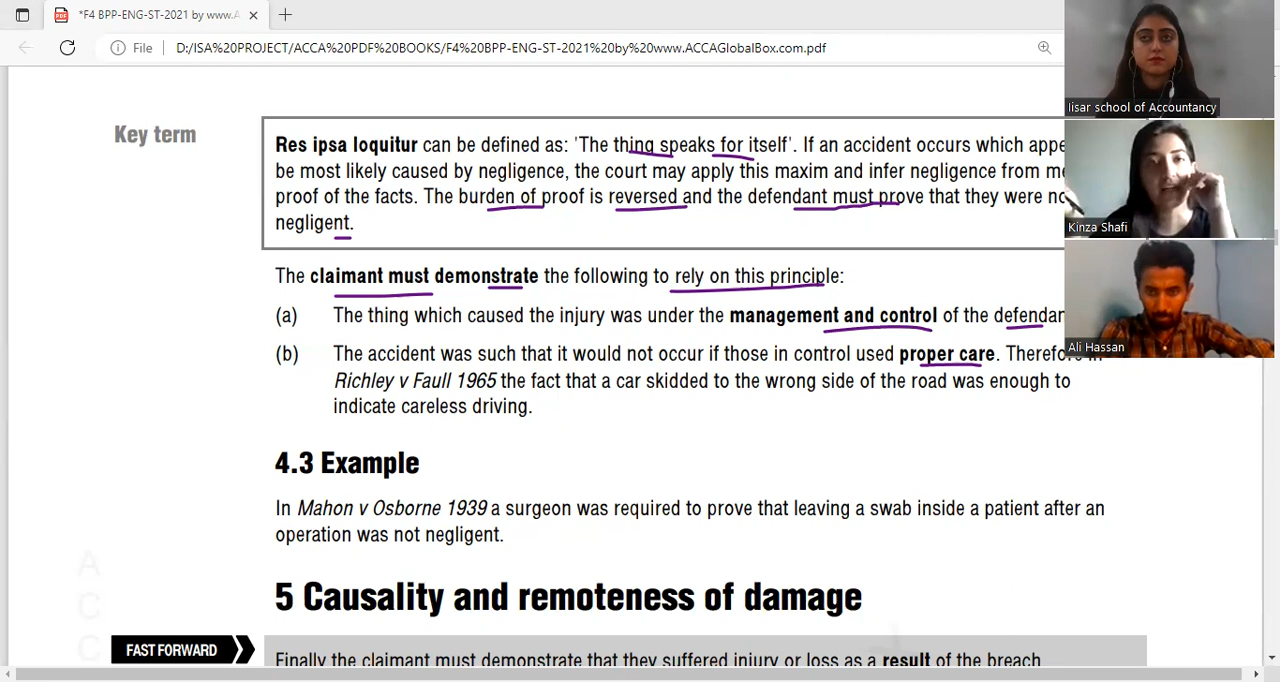 *F4 BPP-ENG-ST-2021 by www.A
File
D:/ISA%20PROJECT/ACCA%20PDF%20BOOKS/F4%20BPP-ENG-ST-2021%20by%20www.ACCAGlobalBox.com.pdf
Key term
Res ipsa loquitur can be defined as: 'The thing speaks for itself'. If an accident occurs which appe
be most likely caused by negligence, the court may apply this maxim and infer negligence from me
proof of the facts. The burden of proof is reversed and the defendant must prove that they were no
negligent.
The claimant must demonstrate the following to rely on this principle:
(a) The thing which caused the injury was under the management and control of the defendan
(b) The accident was such that it would not occur if those in control used proper care. Therefore in
Richley v Faull 1965 the fact that a car skidded to the wrong side of the road was enough to
indicate careless driving.
4.3 Example
In Mahon v Osborne 1939 a surgeon was required to prove that leaving a swab inside a patient after an
operation was not negligent.
5 Causality and remoteness of damage
FAST FORWARD
Finally the claimant must demonstrate that they suffered injury or loss as a result of the breach
A
C
C
lisar school of Accountancy
Kinza Shafi
Ali Hassan